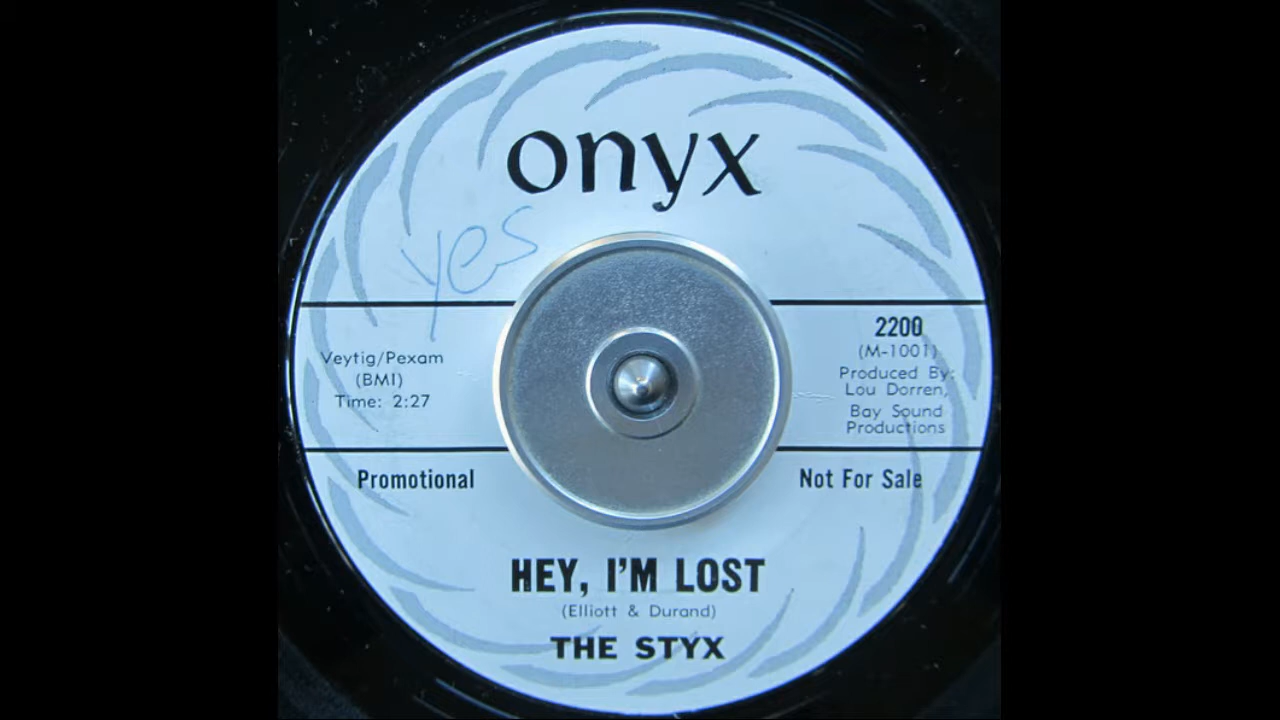 onyx
yes
Veytig/Pexam
(BMI)
Time: 2:27
2200
(M-1001)
Produced By:
Lou Dorren,
Bay Sound
Productions
Promotional
Not For Sale
HEY, I'M LOST
(Elliott & Durand)
THE STYX